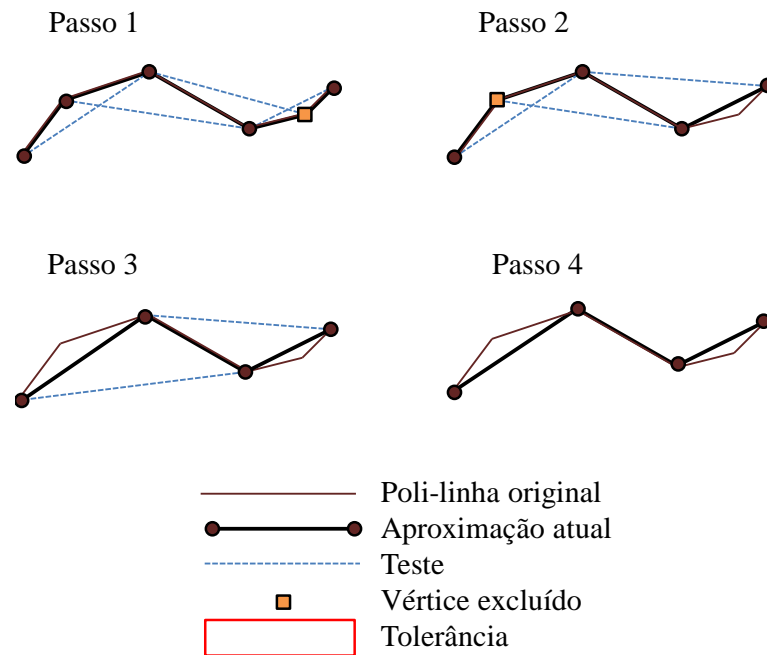 Passo 1
Passo 2
Passo 3
Passo 4
Poli-linha original
Aproximação atual
Teste
Vértice excluído
Tolerância